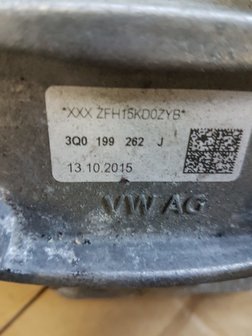 *XXX ZFH15KD0ZYB*
3Q0 199 262 J
13.10.2015
VW AG